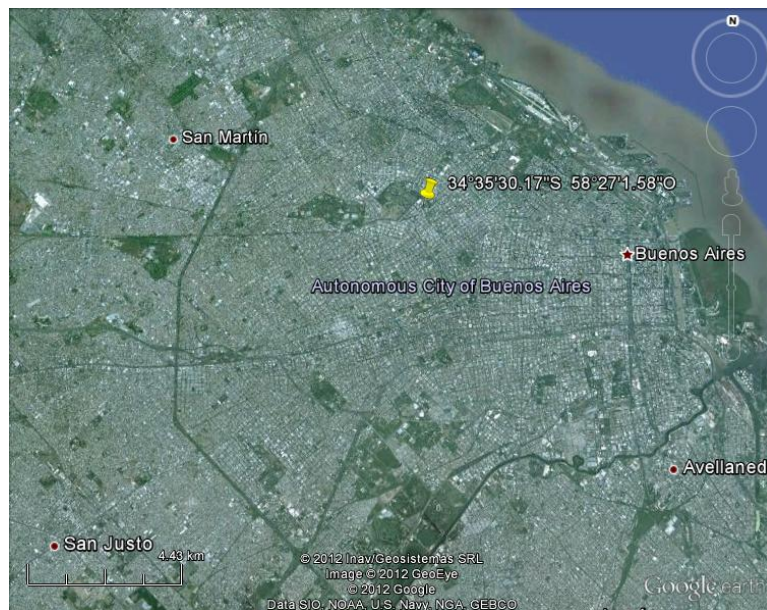 N
San Martín
34°35'30.17"S 58°27'1.58"O
Buenos Aires
Autonomous City of Buenos Aires
Avellaned
San Justo
4.43 km
© 2012 Inav/Geosistemas SRL
Image © 2012 GeoEye
© 2012 Google
Data SIO, NOAA, U.S. Navy, NGA, GEBCO
Google earth